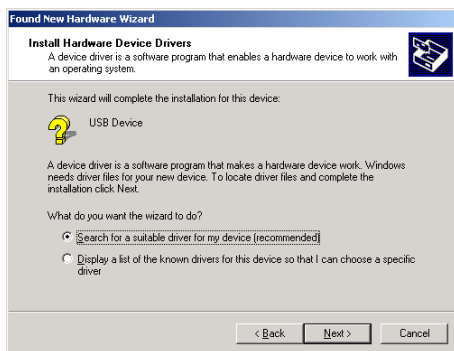 Found New Hardware Wizard
Install Hardware Device Drivers
A device driver is a software program that enables a hardware device to work with
an operating system.
This wizard will complete the installation for this device:
USB Device
A device driver is a software program that makes a hardware device work. Windows
needs driver files for your new device. To locate driver files and complete the
installation click Next.
What do you want the wizard to do?
Search for a suitable driver for my device (recommended)
Display a list of the known drivers for this device so that I can choose a specific
driver
< Back Next > Cancel